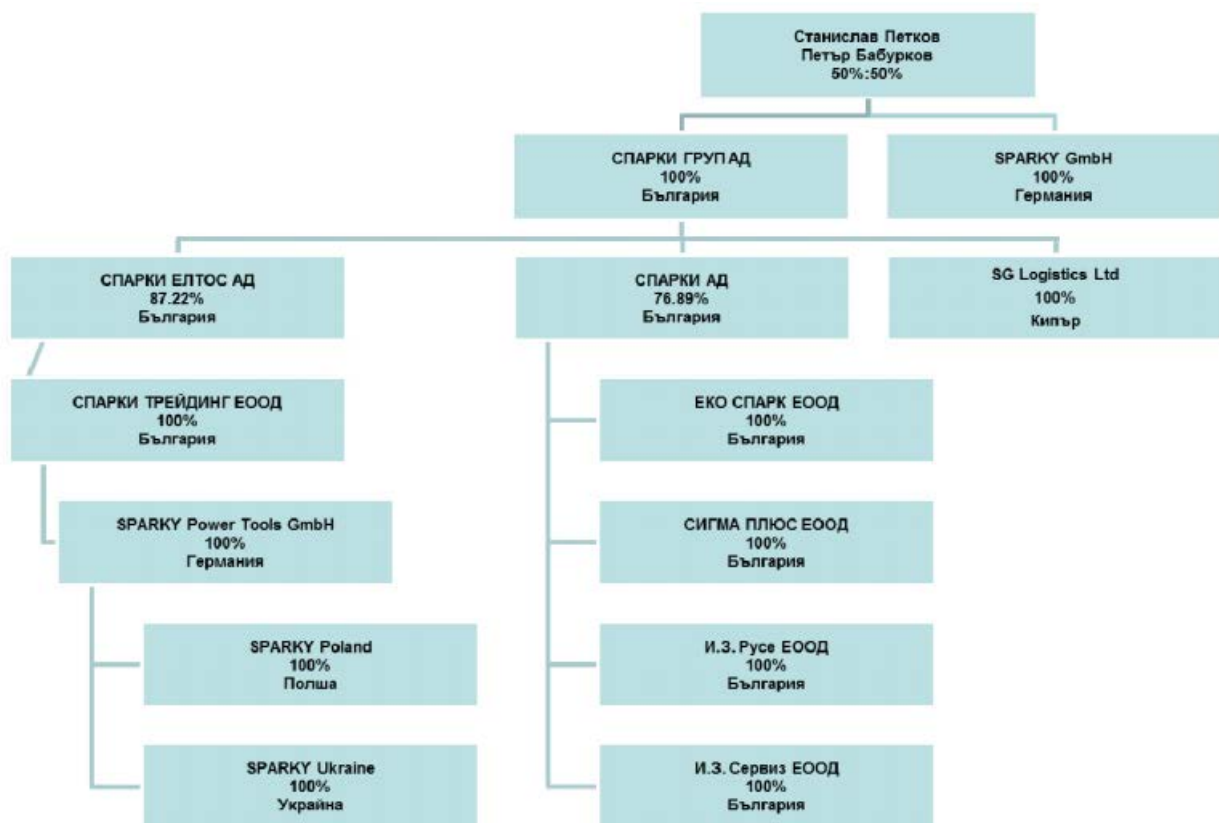 Станислав Петков
Петър Бабурков
50%:50%
СПАРКИ ГРУП АД
100%
България
SPARKY GmbH
100%
Германия
СПАРКИ ЕЛТОС АД
87.22%
България
СПАРКИ АД
76.89%
България
SG Logistics Ltd
100%
Кипър
СПАРКИ ТРЕЙДИНГ ЕООД
100%
България
ЕКО СПАРК ЕООД
100%
България
SPARKY Power Tools GmbH
100%
Германия
СИГМА ПЛЮС ЕООД
100%
България
SPARKY Poland
100%
Полша
И.З. Русе ЕООД
100%
България
SPARKY Ukraine
100%
Украйна
И.З. Сервиз ЕООД
100%
България